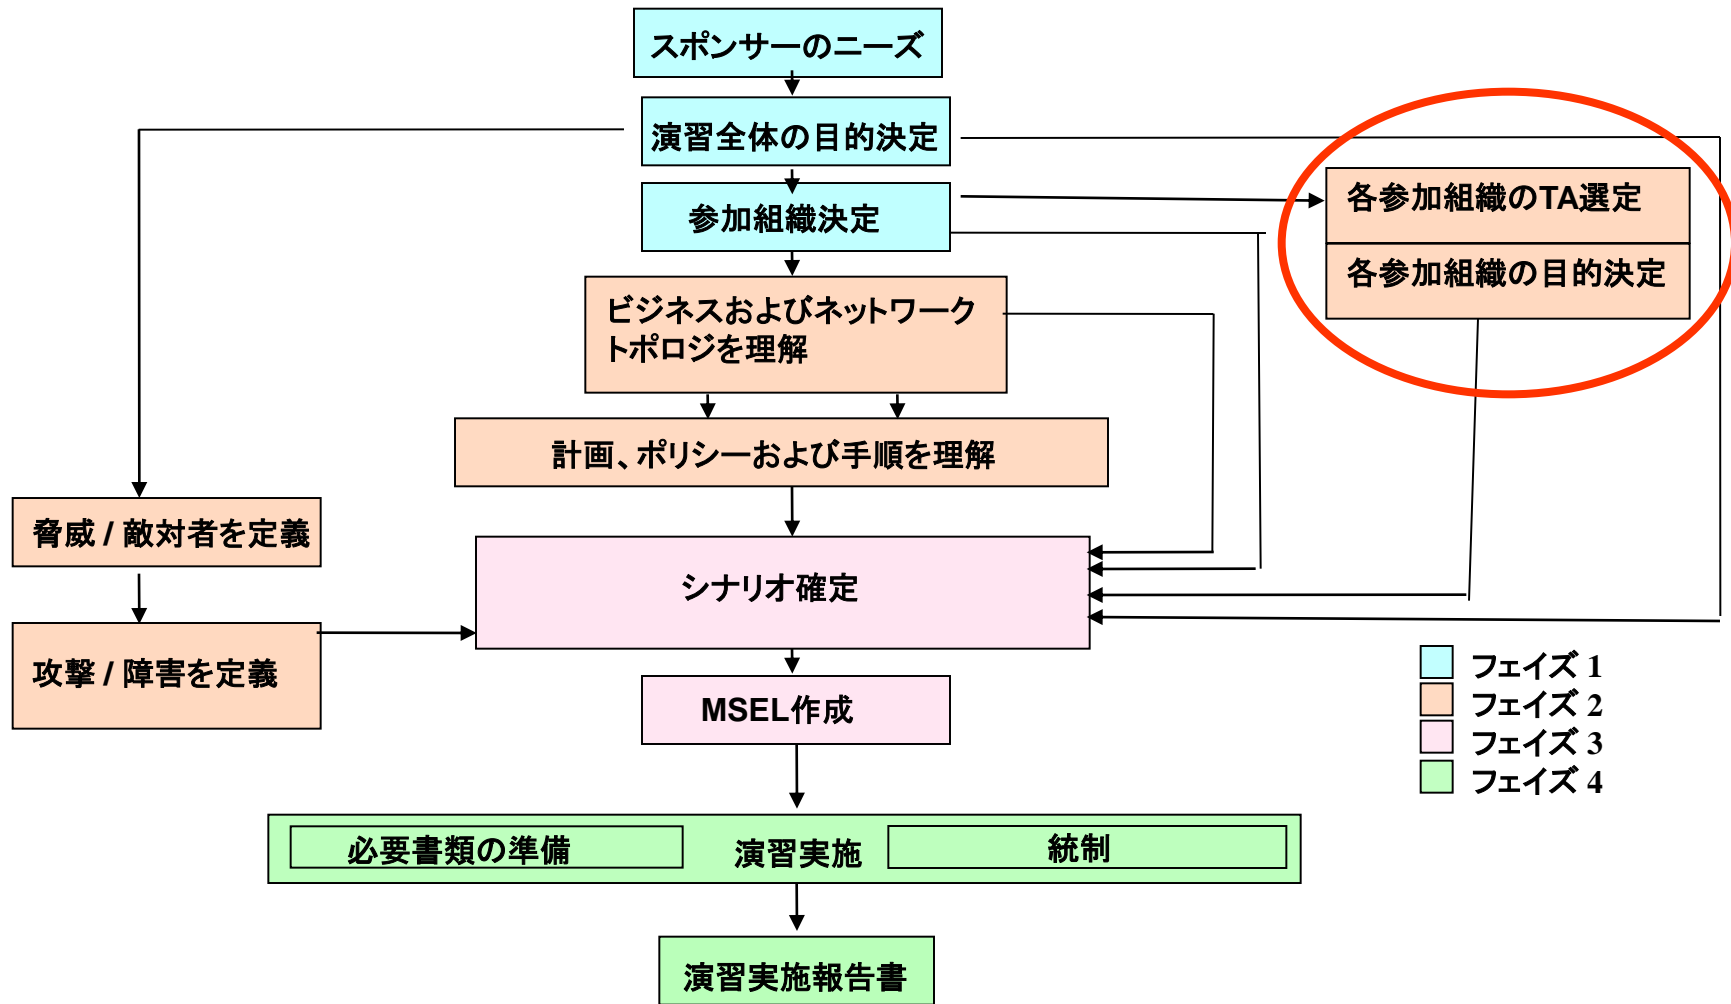 スポンサーのニーズ
演習全体の目的決定
参加組織決定
各参加組織のTA選定
各参加組織の目的決定
ビジネスおよびネットワーク
トポロジを理解
計画、ポリシーおよび手順を理解
脅威 / 敵対者を定義
シナリオ確定
攻撃 / 障害を定義
MSEL作成
フェイズ 1
フェイズ 2
フェイズ 3
フェイズ 4
必要書類の準備
演習実施
統制
演習実施報告書